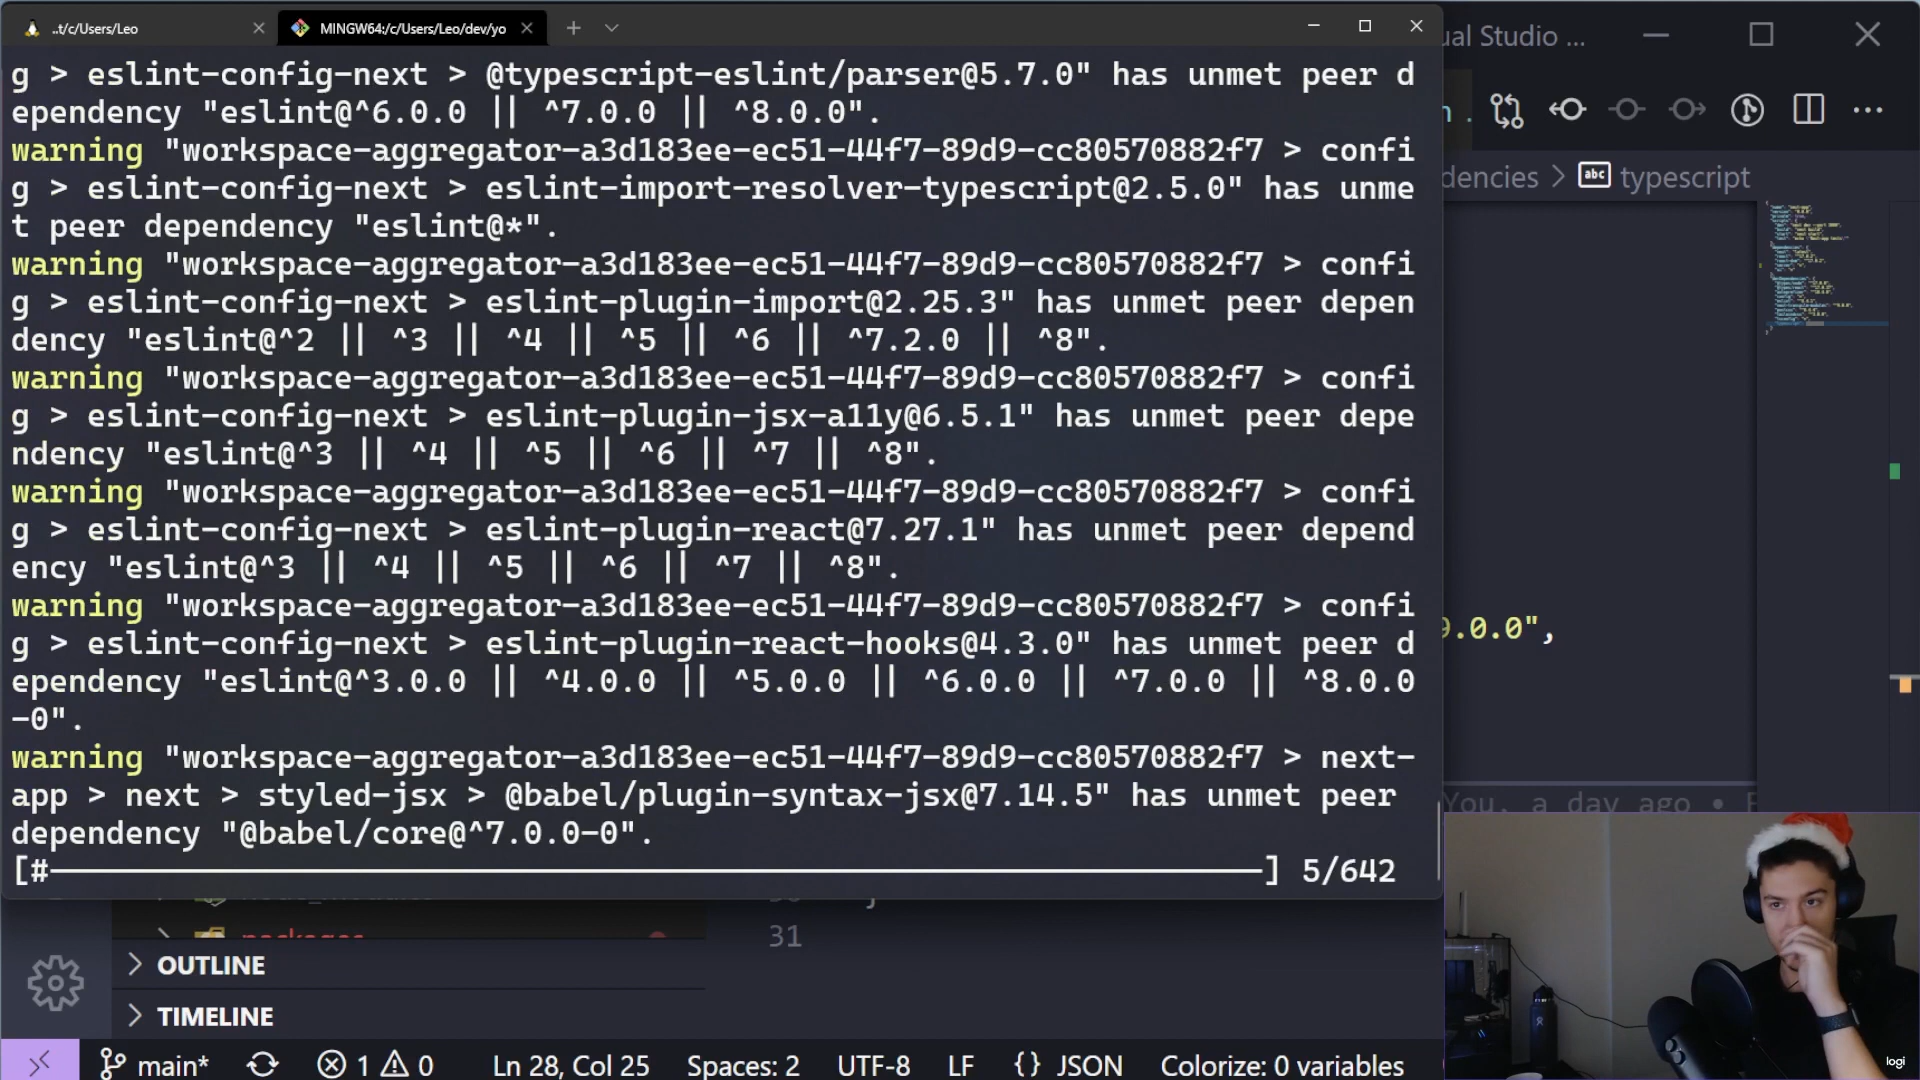 ..t/c/Users/Leo
MINGW64:/c/Users/Leo/dev/yo
g > eslint-config-next > @typescript-eslint/parser@5.7.0" has unmet peer d
ependency "eslint@^6.0.0 || ^7.0.0 || ^8.0.0".
warning "workspace-aggregator-a3d183ee-ec51-44f7-89d9-cc80570882f7 > confi
g > eslint-config-next > eslint-import-resolver-typescript@2.5.0" has unme
t peer dependency "eslint@*".
warning "workspace-aggregator-a3d183ee-ec51-44f7-89d9-cc80570882f7 > confi
g > eslint-config-next > eslint-plugin-import@2.25.3" has unmet peer depen
dency "eslint@^2 || ^3 || ^4 || ^5 || ^6 || ^7.2.0 || ^8".
warning "workspace-aggregator-a3d183ee-ec51-44f7-89d9-cc80570882f7 > confi
g > eslint-config-next > eslint-plugin-jsx-a11y@6.5.1" has unmet peer depe
ndency "eslint@^3 || ^4 || ^5 || ^6 || ^7 || ^8".
warning "workspace-aggregator-a3d183ee-ec51-44f7-89d9-cc80570882f7 > confi
g > eslint-config-next > eslint-plugin-react@7.27.1" has unmet peer depend
ency "eslint@^3 || ^4 || ^5 || ^6 || ^7 || ^8".
warning "workspace-aggregator-a3d183ee-ec51-44f7-89d9-cc80570882f7 > confi
g > eslint-config-next > eslint-plugin-react-hooks@4.3.0" has unmet peer d
ependency "eslint@^3.0.0 || ^4.0.0 || ^5.0.0 || ^6.0.0 || ^7.0.0 || ^8.0.0
-0".
warning "workspace-aggregator-a3d183ee-ec51-44f7-89d9-cc80570882f7 > next-
app > next > styled-jsx > @babel/plugin-syntax-jsx@7.14.5" has unmet peer
dependency "@babel/core@^7.0.0-0".
[#-] 5/642
ual Studio ...
dencies > abc typescript
9.0.0",
You, a day ago •
packages
31
OUTLINE
TIMELINE
main* 1 0 Ln 28, Col 25 Spaces: 2 UTF-8 LF {} JSON Colorize: 0 variables
logi